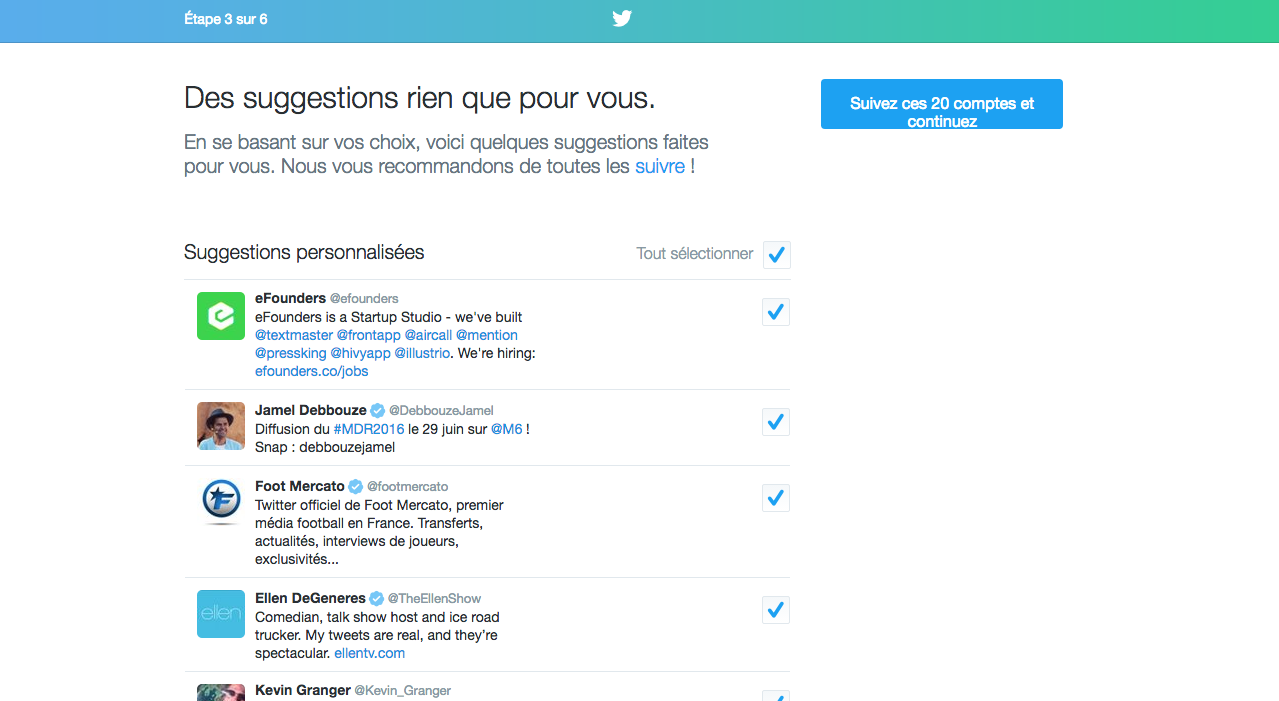 Étape 3 sur 6
Des suggestions rien que pour vous.
Suivez ces 20 comptes et
continuez
En se basant sur vos choix, voici quelques suggestions faites
pour vous. Nous vous recommandons de toutes les suivre !
Suggestions personnalisées
Tout sélectionner
eFounders @efounders
eFounders is a Startup Studio - we've built
@textmaster @frontapp @aircall @mention
@pressking @hivyapp @illustrio. We're hiring:
efounders.co/jobs
Jamel Debbouze @DebbouzeJamel
Diffusion du #MDR2016 le 29 juin sur @M6 !
Snap : debbouzejamel
Foot Mercato @footmercato
Twitter officiel de Foot Mercato, premier
média football en France. Transferts,
actualités, interviews de joueurs,
exclusivités...
ellen
Ellen DeGeneres @TheEllenShow
Comedian, talk show host and ice road
trucker. My tweets are real, and they're
spectacular. ellentv.com
Kevin Granger @Kevin_Granger